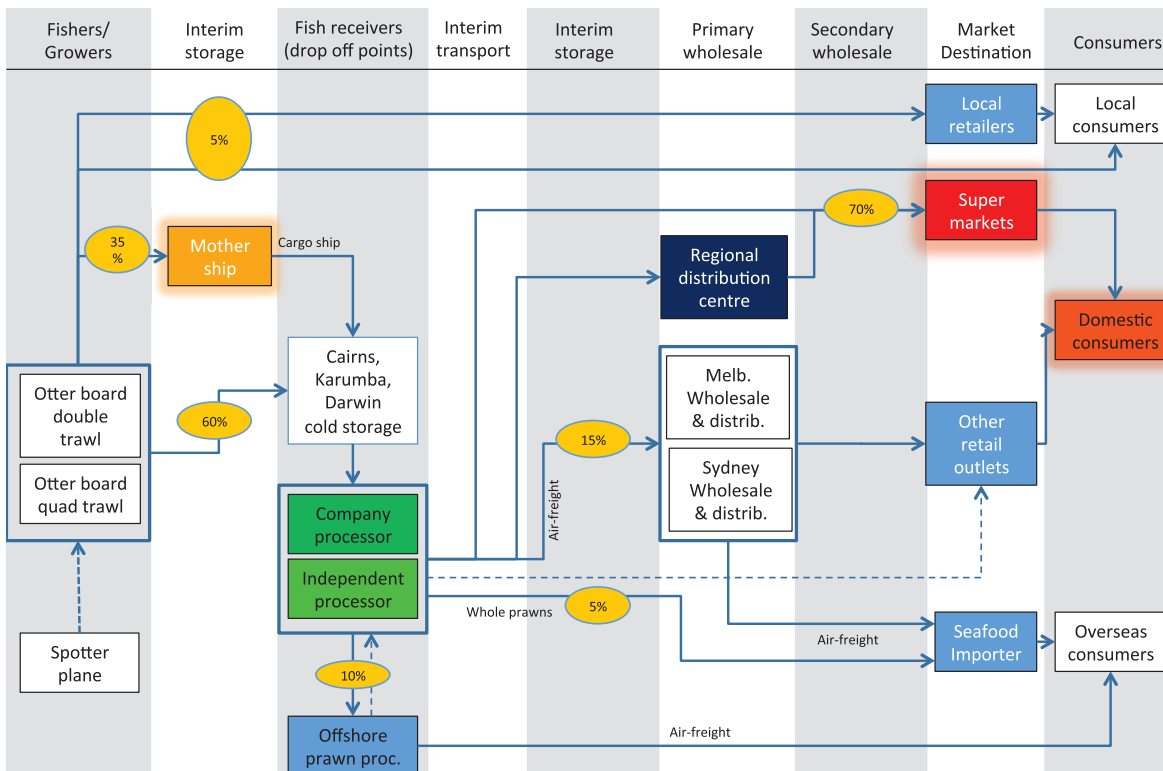 Fishers/
Growers
Interim
storage
Fish receivers
(drop off points)
Interim
transport
Interim
storage
Primary
wholesale
Secondary
wholesale
Market
Destination
Consumers
5%
Local
retailers
Local
consumers
70%
Super
markets
35
%
Mother
ship
Cargo ship
Regional
distribution
centre
Domestic
consumers
Cairns,
Karumba,
Darwin
cold storage
Melb.
Wholesale
& distrib.
Otter board
double
trawl
60%
15%
Other
retail
outlets
Sydney
Wholesale
& distrib.
Otter board
quad trawl
Air-freight
Company
processor
Independent
processor
Whole prawns
5%
Spotter
plane
Air-freight
Seafood
Importer
Overseas
consumers
10%
Offshore
prawn proc.
Air-freight